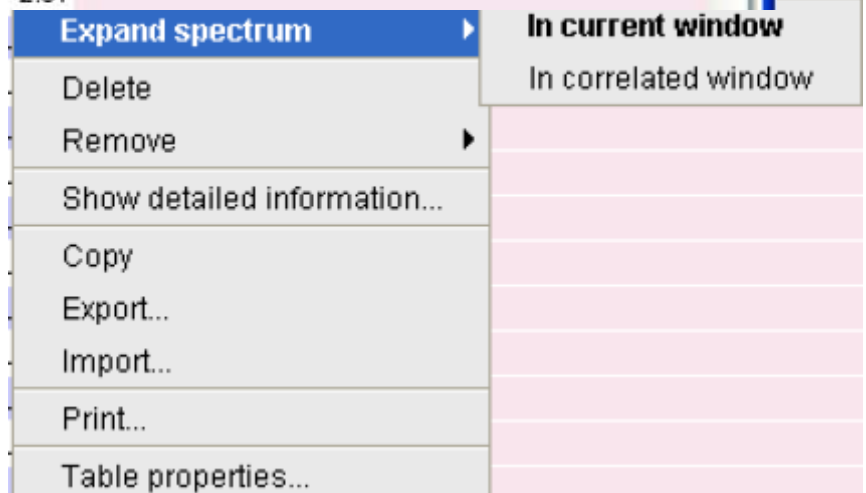 Expand spectrum
In current window
In correlated window
Delete
Remove
Show detailed information...
Copy
Export...
Import...
Print...
Table properties...